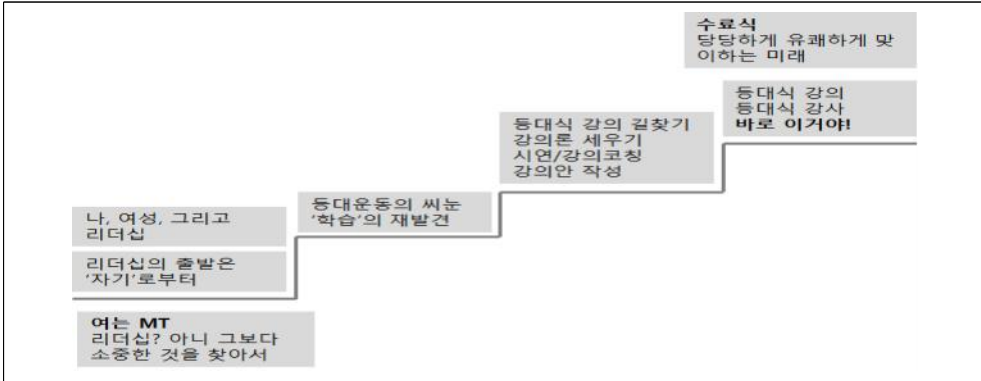 수료식
당당하게 유쾌하게 맞
이하는 미래
등대식 강의
등대식 강사
바로 이거야!
등대식 강의 길찾기
강의론 세우기
시연/강의코칭
강의안 작성
등대운동의 씨눈
‘학습’의 재발견
나, 여성, 그리고
리더십
리더십의 출발은
‘자기’로부터
여는 MT
리더십? 아니 그보다
소중한 것을 찾아서